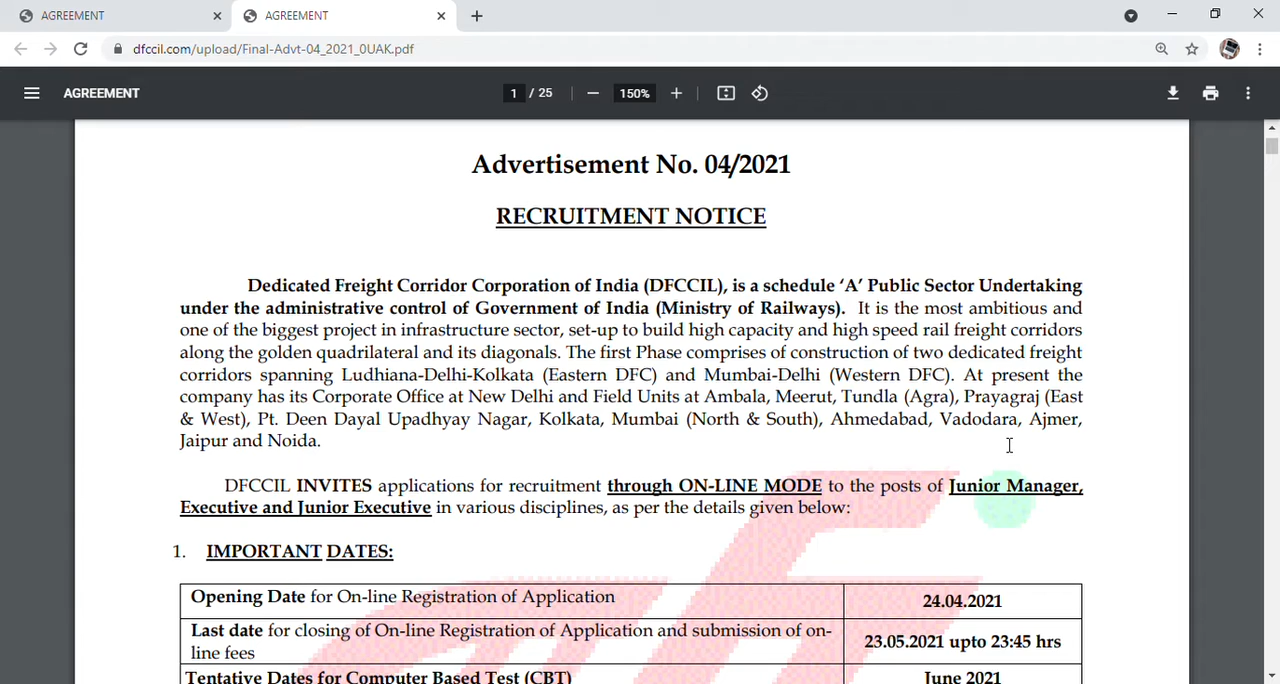 AGREEMENT
AGREEMENT
dfccil.com/upload/Final-Advt-04_2021_0UAK.pdf
AGREEMENT
1 / 25
150%
Advertisement No. 04/2021
RECRUITMENT NOTICE
Dedicated Freight Corridor Corporation of India (DFCCIL), is a schedule ‘A’ Public Sector Undertaking
under the administrative control of Government of India (Ministry of Railways). It is the most ambitious and
one of the biggest project in infrastructure sector, set-up to build high capacity and high speed rail freight corridors
along the golden quadrilateral and its diagonals. The first Phase comprises of construction of two dedicated freight
corridors spanning Ludhiana-Delhi-Kolkata (Eastern DFC) and Mumbai-Delhi (Western DFC). At present the
company has its Corporate Office at New Delhi and Field Units at Ambala, Meerut, Tundla (Agra), Prayagraj (East
& West), Pt. Deen Dayal Upadhyay Nagar, Kolkata, Mumbai (North & South), Ahmedabad, Vadodara, Ajmer,
Jaipur and Noida.
DFCCIL INVITES applications for recruitment through ON-LINE MODE to the posts of Junior Manager,
Executive and Junior Executive in various disciplines, as per the details given below:
1. IMPORTANT DATES:
Opening Date for On-line Registration of Application 24.04.2021
Last date for closing of On-line Registration of Application and submission of on-
line fees 23.05.2021 upto 23:45 hrs
Tentative Dates for Computer Based Test (CBT) June 2021